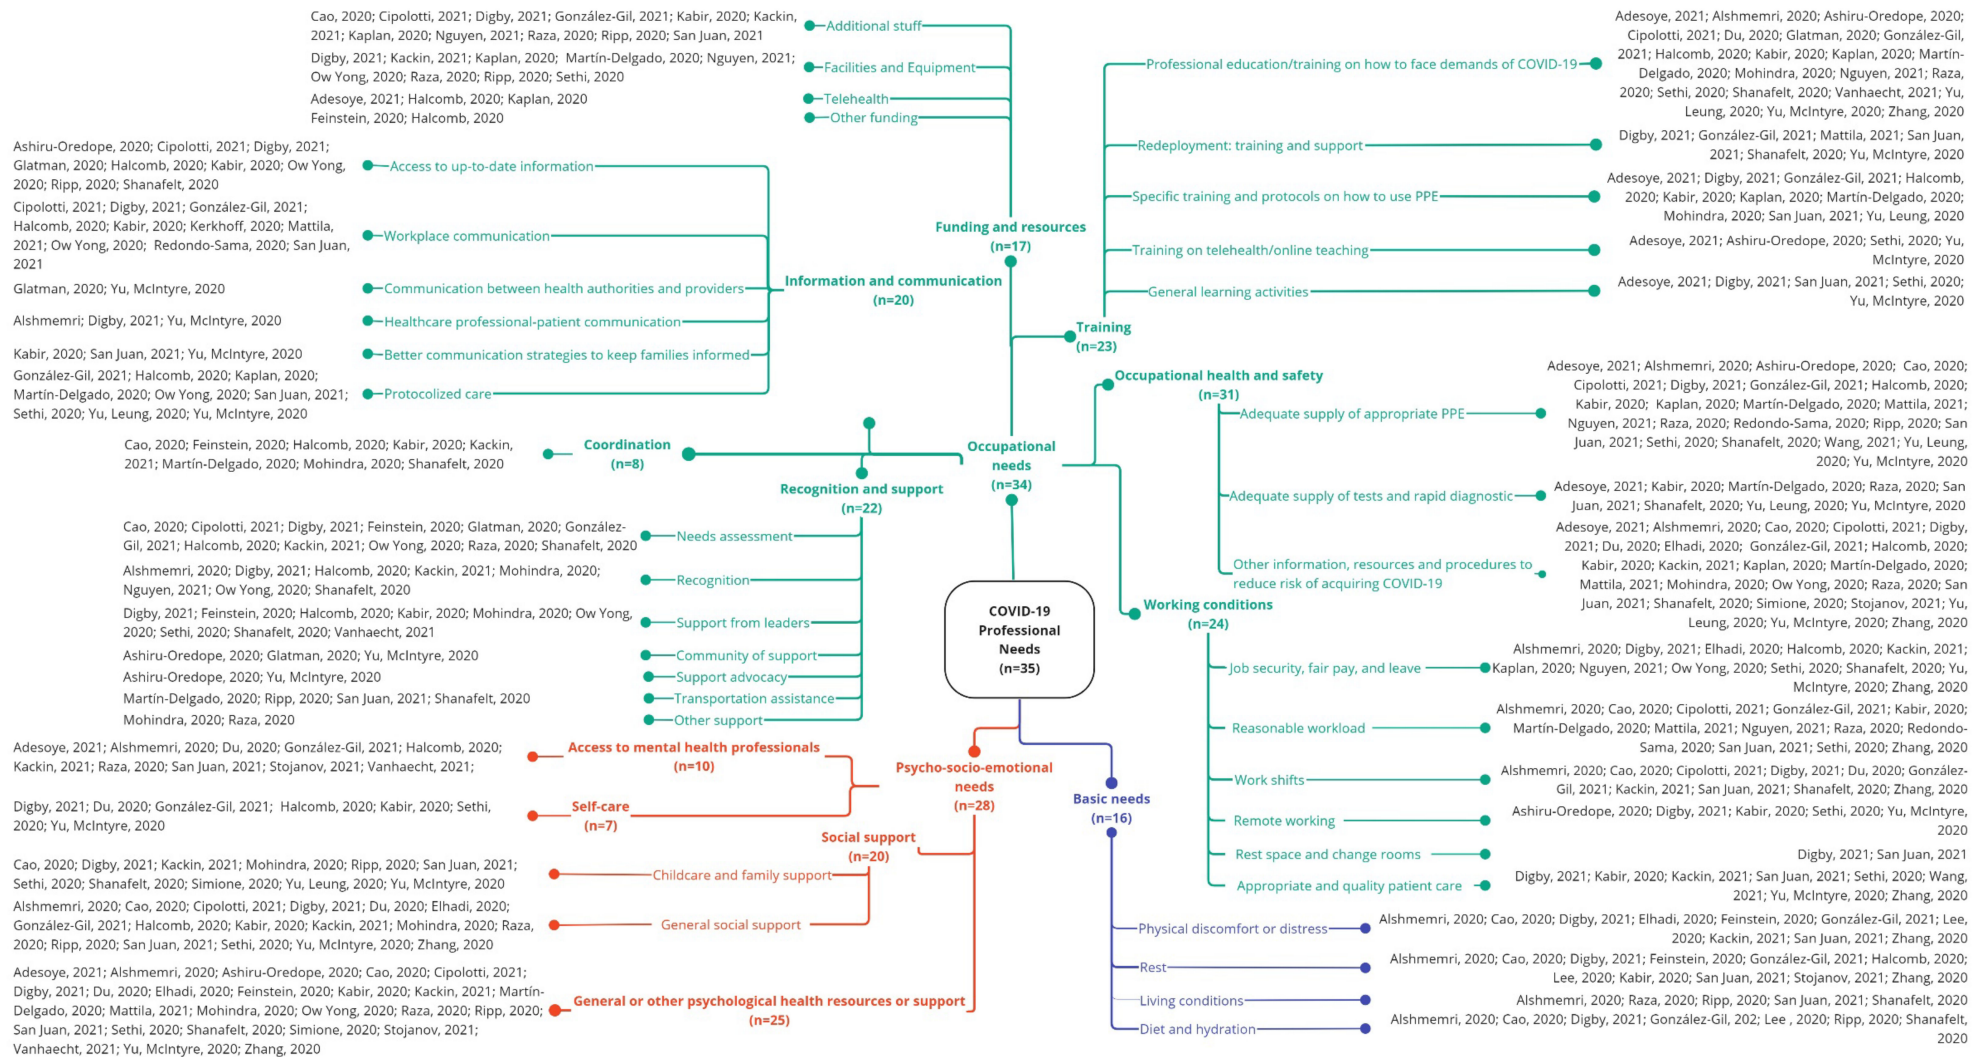 Cao, 2020; Cipolotti, 2021; Digby, 2021; González-Gil, 2021; Kabir, 2020; Kackin,
2021; Kaplan, 2020; Nguyen, 2021; Raza, 2020; Ripp, 2020; San Juan, 2021
Additional stuff
Digby, 2021; Kackin, 2021; Kaplan, 2020;  Martín-Delgado, 2020; Nguyen, 2021;
Ow Yong, 2020; Raza, 2020; Ripp, 2020; Sethi, 2020
Facilities and Equipment
Adesoye, 2021; Halcomb, 2020; Kaplan, 2020
Telehealth
Feinstein, 2020; Halcomb, 2020
Other funding
Funding and resources
(n=17)
Ashiru-Oredope, 2020; Cipolotti, 2021; Digby, 2021;
Glatman, 2020; Halcomb, 2020; Kabir, 2020; Ow Yong,
2020; Ripp, 2020; Shanafelt, 2020
Access to up-to-date information
Cipolotti, 2021; Digby, 2021; González-Gil, 2021;
Halcomb, 2020; Kabir, 2020; Kerkhoff, 2020; Mattila,
2021; Ow Yong, 2020;  Redondo-Sama, 2020; San Juan,
2021
Workplace communication
Glatman, 2020; Yu, McIntyre, 2020
Communication between health authorities and providers
Alshmemri; Digby, 2021; Yu, McIntyre, 2020
Healthcare professional-patient communication
Kabir, 2020; San Juan, 2021; Yu, McIntyre, 2020
Better communication strategies to keep families informed
González-Gil, 2021; Halcomb, 2020; Kaplan, 2020;
Martín-Delgado, 2020; Ow Yong, 2020; San Juan, 2021;
Sethi, 2020; Yu, Leung, 2020; Yu, McIntyre, 2020
Protocolized care
Information and communication
(n=20)
Professional education/training on how to face demands of COVID-19
Adesoye, 2021; Alshmemri, 2020; Ashiru-Oredope, 2020;
Cipolotti, 2021; Du, 2020; Glatman, 2020; González-Gil,
2021; Halcomb, 2020; Kabir, 2020; Kaplan, 2020; Martín-
Delgado, 2020; Mohindra, 2020; Nguyen, 2021; Raza,
2020; Sethi, 2020; Shanafelt, 2020; Vanhaecht, 2021; Yu,
Leung, 2020; Yu, McIntyre, 2020; Zhang, 2020
Redeployment: training and support
Digby, 2021; González-Gil, 2021; Mattila, 2021; San Juan,
2021; Shanafelt, 2020; Yu, McIntyre, 2020
Specific training and protocols on how to use PPE
Adesoye, 2021; Digby, 2021; González-Gil, 2021; Halcomb,
2020; Kabir, 2020; Kaplan, 2020; Martín-Delgado, 2020;
Mohindra, 2020; San Juan, 2021; Yu, Leung, 2020
Training on telehealth/online teaching
Adesoye, 2021; Ashiru-Oredope, 2020; Sethi, 2020; Yu,
McIntyre, 2020
General learning activities
Adesoye, 2021; Digby, 2021; San Juan, 2021; Sethi, 2020;
Yu, McIntyre, 2020
Training
(n=23)
Occupational health and safety
(n=31)
Adequate supply of appropriate PPE
Adesoye, 2021; Alshmemri, 2020; Ashiru-Oredope, 2020;  Cao, 2020;
Cipolotti, 2021; Digby, 2021; González-Gil, 2021; Halcomb, 2020;
Kabir, 2020;  Kaplan, 2020; Martín-Delgado, 2020; Mattila, 2021;
Nguyen, 2021; Raza, 2020; Redondo-Sama, 2020; Ripp, 2020; San
Juan, 2021; Sethi, 2020; Shanafelt, 2020; Wang, 2021; Yu, Leung,
2020; Yu, McIntyre, 2020
Adequate supply of tests and rapid diagnostic
Adesoye, 2021; Kabir, 2020; Martín-Delgado, 2020; Raza, 2020; San
Juan, 2021; Shanafelt, 2020; Yu, Leung, 2020; Yu, McIntyre, 2020
Other information, resources and procedures to
reduce risk of acquiring COVID-19
Adesoye, 2021; Alshmemri, 2020; Cao, 2020; Cipolotti, 2021; Digby,
2021; Du, 2020; Elhadi, 2020;  González-Gil, 2021; Halcomb, 2020;
Kabir, 2020; Kackin, 2021; Kaplan, 2020; Martín-Delgado, 2020;
Mattila, 2021; Mohindra, 2020; Ow Yong, 2020; Raza, 2020; San
Juan, 2021; Shanafelt, 2020; Simione, 2020; Stojanov, 2021; Yu,
Leung, 2020; Yu, McIntyre, 2020; Zhang, 2020
Cao, 2020; Feinstein, 2020; Halcomb, 2020; Kabir, 2020; Kackin,
2021; Martín-Delgado, 2020; Mohindra, 2020; Shanafelt, 2020
Coordination
(n=8)
Occupational
needs
(n=34)
Recognition and support
(n=22)
Cao, 2020; Cipolotti, 2021; Digby, 2021; Feinstein, 2020; Glatman, 2020; González-
Gil, 2021; Halcomb, 2020; Kackin, 2021; Ow Yong, 2020; Raza, 2020; Shanafelt, 2020
Needs assessment
Alshmemri, 2020; Digby, 2021; Halcomb, 2020; Kackin, 2021; Mohindra, 2020;
Nguyen, 2021; Ow Yong, 2020; Shanafelt, 2020
Recognition
Digby, 2021; Feinstein, 2020; Halcomb, 2020; Kabir, 2020; Mohindra, 2020; Ow Yong,
2020; Sethi, 2020; Shanafelt, 2020; Vanhaecht, 2021
Support from leaders
Ashiru-Oredope, 2020; Glatman, 2020; Yu, McIntyre, 2020
Community of support
Ashiru-Oredope, 2020; Yu, McIntyre, 2020
Support advocacy
Martín-Delgado, 2020; Ripp, 2020; San Juan, 2021; Shanafelt, 2020
Transportation assistance
Mohindra, 2020; Raza, 2020
Other support
COVID-19
Professional
Needs
(n=35)
Working conditions
(n=24)
Job security, fair pay, and leave
Alshmemri, 2020; Digby, 2021; Elhadi, 2020; Halcomb, 2020; Kackin, 2021;
Kaplan, 2020; Nguyen, 2021; Ow Yong, 2020; Sethi, 2020; Shanafelt, 2020; Yu,
McIntyre, 2020; Zhang, 2020
Reasonable workload
Alshmemri, 2020; Cao, 2020; Cipolotti, 2021; González-Gil, 2021; Kabir, 2020;
Martín-Delgado, 2020; Mattila, 2021; Nguyen, 2021; Raza, 2020; Redondo-
Sama, 2020; San Juan, 2021; Sethi, 2020; Zhang, 2020
Work shifts
Alshmemri, 2020; Cao, 2020; Cipolotti, 2021; Digby, 2021; Du, 2020; González-
Gil, 2021; Kackin, 2021; San Juan, 2021; Shanafelt, 2020; Zhang, 2020
Remote working
Ashiru-Oredope, 2020; Digby, 2021; Kabir, 2020; Sethi, 2020; Yu, McIntyre,
2020
Rest space and change rooms
Digby, 2021; San Juan, 2021
Appropriate and quality patient care
Digby, 2021; Kabir, 2020; Kackin, 2021; San Juan, 2021; Sethi, 2020; Wang,
2021; Yu, McIntyre, 2020; Zhang, 2020
Adesoye, 2021; Alshmemri, 2020; Du, 2020; González-Gil, 2021; Halcomb, 2020;
Kackin, 2021; Raza, 2020; San Juan, 2021; Stojanov, 2021; Vanhaecht, 2021;
Access to mental health professionals
(n=10)
Digby, 2021; Du, 2020; González-Gil, 2021;  Halcomb, 2020; Kabir, 2020; Sethi,
2020; Yu, McIntyre, 2020
Self-care
(n=7)
Psycho-socio-emotional
needs
(n=28)
Social support
(n=20)
Cao, 2020; Digby, 2021; Kackin, 2021; Mohindra, 2020; Ripp, 2020; San Juan, 2021;
Sethi, 2020; Shanafelt, 2020; Simione, 2020; Yu, Leung, 2020; Yu, McIntyre, 2020
Childcare and family support
Alshmemri, 2020; Cao, 2020; Cipolotti, 2021; Digby, 2021; Du, 2020; Elhadi, 2020;
González-Gil, 2021; Halcomb, 2020; Kabir, 2020; Kackin, 2021; Mohindra, 2020; Raza,
2020; Ripp, 2020; San Juan, 2021; Sethi, 2020; Yu, McIntyre, 2020; Zhang, 2020
General social support
Adesoye, 2021; Alshmemri, 2020; Ashiru-Oredope, 2020; Cao, 2020; Cipolotti, 2021;
Digby, 2021; Du, 2020; Elhadi, 2020; Feinstein, 2020; Kabir, 2020; Kackin, 2021; Martín-
Delgado, 2020; Mattila, 2021; Mohindra, 2020; Ow Yong, 2020; Raza, 2020; Ripp, 2020;
San Juan, 2021; Sethi, 2020; Shanafelt, 2020; Simione, 2020; Stojanov, 2021;
Vanhaecht, 2021; Yu, McIntyre, 2020; Zhang, 2020
General or other psychological health resources or support
(n=25)
Basic needs
(n=16)
Physical discomfort or distress
Alshmemri, 2020; Cao, 2020; Digby, 2021; Elhadi, 2020; Feinstein, 2020; González-Gil, 2021; Lee,
2020; Kackin, 2021; San Juan, 2021; Zhang, 2020
Rest
Alshmemri, 2020; Cao, 2020; Digby, 2021; Feinstein, 2020; González-Gil, 2021; Halcomb, 2020;
Lee, 2020; Kabir, 2020; San Juan, 2021; Stojanov, 2021; Zhang, 2020
Living conditions
Alshmemri, 2020; Raza, 2020; Ripp, 2020; San Juan, 2021; Shanafelt, 2020
Diet and hydration
Alshmemri, 2020; Cao, 2020; Digby, 2021; González-Gil, 202; Lee , 2020; Ripp, 2020; Shanafelt,
2020